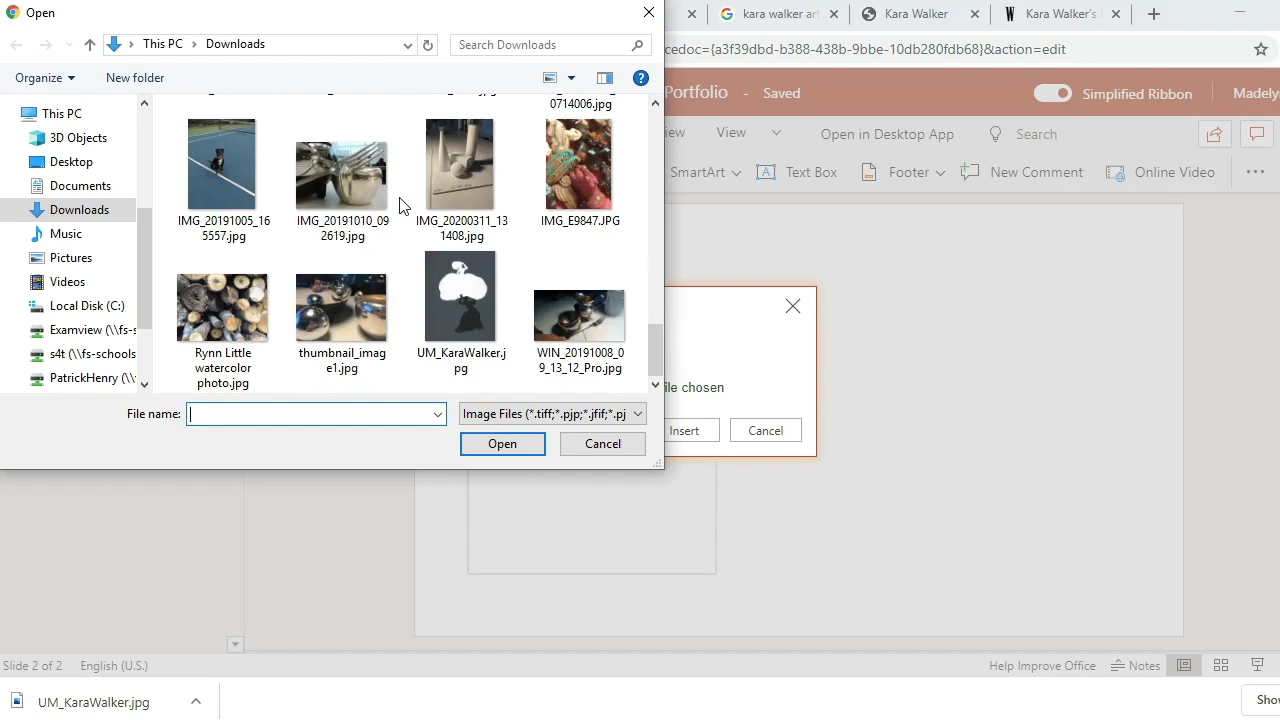 Open
kara walker art
Kara Walker
Kara Walker's
This PC
Downloads
Search Downloads
cedoc={a3f39dbd-b388-438b-9bbe-10db280fdb68}&action=edit
Organize
New folder
Portfolio - Saved
Simplified Ribbon
Madely
0714006.jpg
This PC
3D Objects
Desktop
Documents
Downloads
Music
Pictures
Videos
Local Disk (C:)
Examview (\\fs-s
s4t (\\fs-schools
PatrickHenry (\\
iew
View
Open in Desktop App
Search
SmartArt
Text Box
Footer
New Comment
Online Video
IMG_20191005_16
5557.jpg
IMG_20191010_09
2619.jpg
IMG_20200311_13
1408.jpg
IMG_E9847.JPG
Rynn Little
watercolor
photo.jpg
thumbnail_imag
e1.jpg
UM_KaraWalker.j
pg
WIN_20191008_0
9_13_12_Pro.jpg
File name:
Image Files (*.tiff;*.pjp;*.jfif;*.pj
Open
Cancel
ile chosen
Insert
Cancel
Slide 2 of 2
English (U.S.)
Help Improve Office
Notes
UM_KaraWalker.jpg
Show